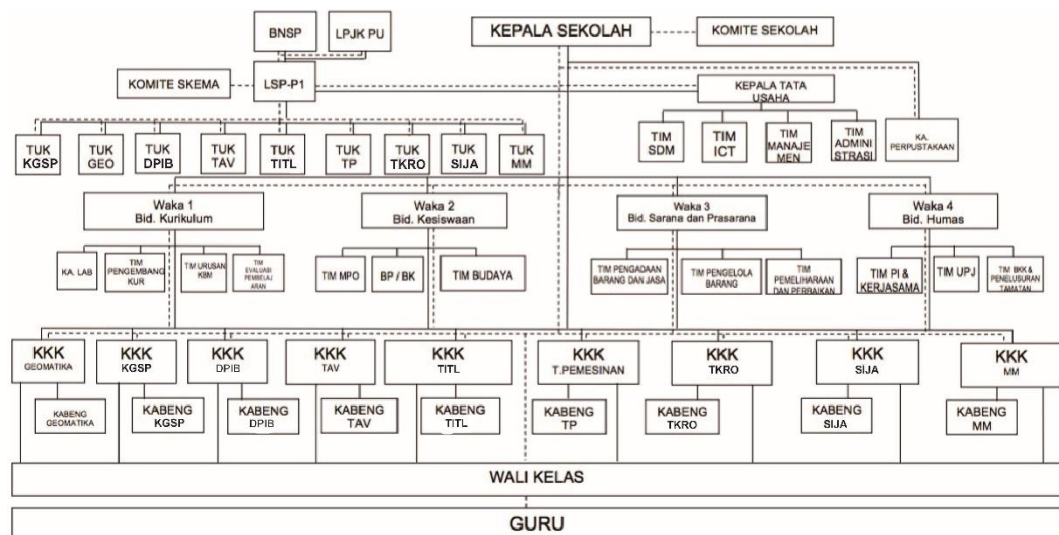 BNSP
LPJK PU
KEPALA SEKOLAH
KOMITE SEKOLAH
KOMITE SKEMA
LSP-P1
KEPALA TATA
USAHA
TUK
KGSP
TUK
GEO
TUK
DPIB
TUK
TAV
TUK
TITL
TUK
TP
TUK
TKRO
TUK
SIJA
TUK
MM
TIM
SDM
TIM
ICT
TIM
MANAJE
MEN
TIM
ADMINI
STRASI
KA.
PERPUSTAKAAN
Waka 1
Bid. Kurikulum
Waka 2
Bid. Kesiswaan
Waka 3
Bid. Sarana dan Prasarana
Waka 4
Bid. Humas
KA. LAB
TIM
PENGEMBANG
KUR
TIM URUSAN
KBM
TIM
EVALUASI
PEMBELAJ
ARAN
TIM MPO
BP / BK
TIM BUDAYA
TIM PENGADAAN
BARANG DAN JASA
TIM PENGELOLA
BARANG
TIM
PEMELIHARAAN
DAN PERBAIKAN
TIM PI &
KERJASAMA
TIM UPJ
TIM BKK &
PENELUSURAN
TAMATAN
KKK
GEOMATIKA
KKK
KGSP
KKK
DPIB
KKK
TAV
KKK
TITL
KKK
T.PEMESINAN
KKK
TKRO
KKK
SIJA
KKK
MM
KABENG
GEOMATIKA
KABENG
KGSP
KABENG
DPIB
KABENG
TAV
KABENG
TITL
KABENG
TP
KABENG
TKRO
KABENG
SIJA
KABENG
MM
WALI KELAS
GURU